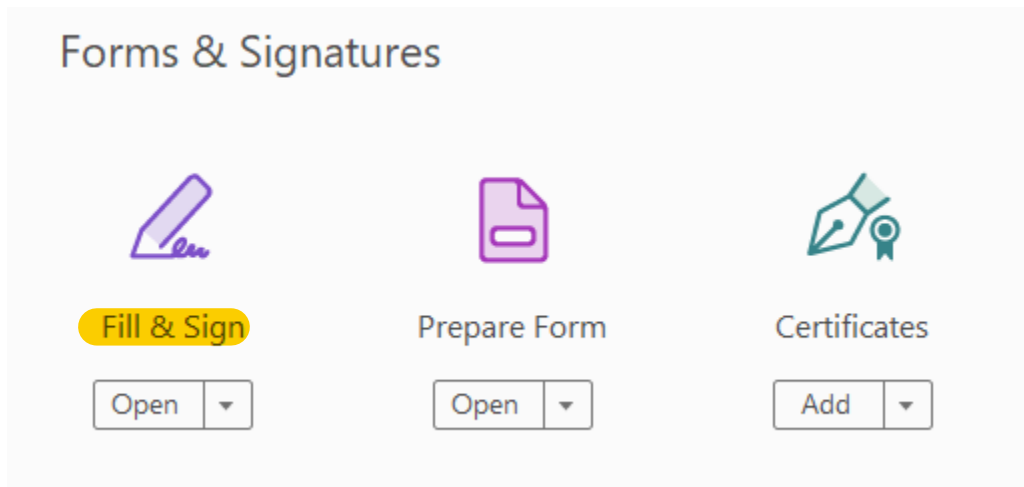 Forms & Signatures
Fill & Sign Prepare Form Certificates
Open Open Add